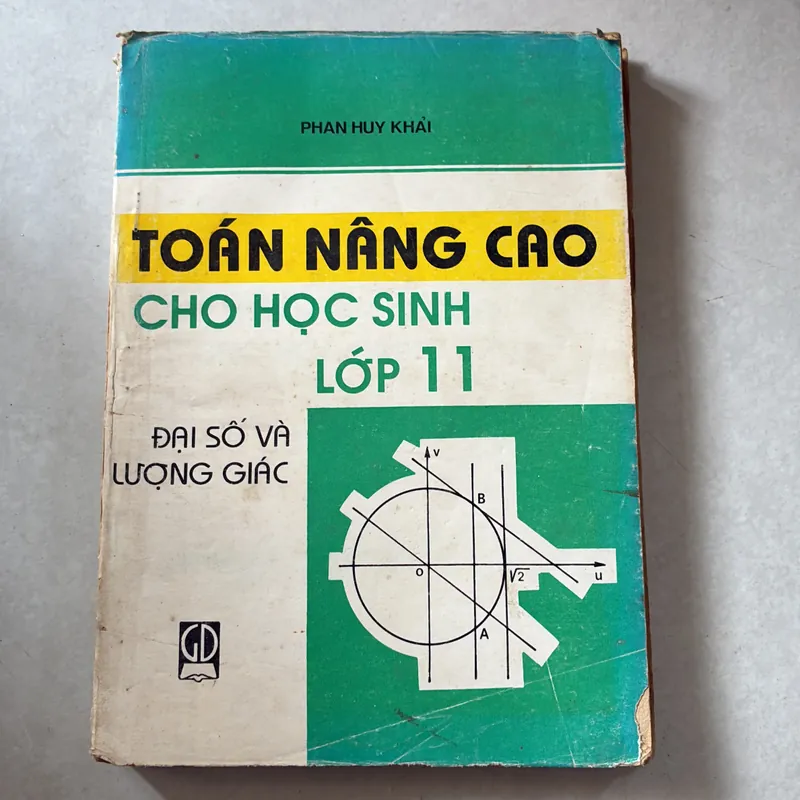 PHAN HUY KHẢI
TOÁN NÂNG CAO
CHO HỌC SINH
LỚP 11
ĐẠI SỐ VÀ
LƯỢNG GIÁC
v
B
O
√2
u
A
GD